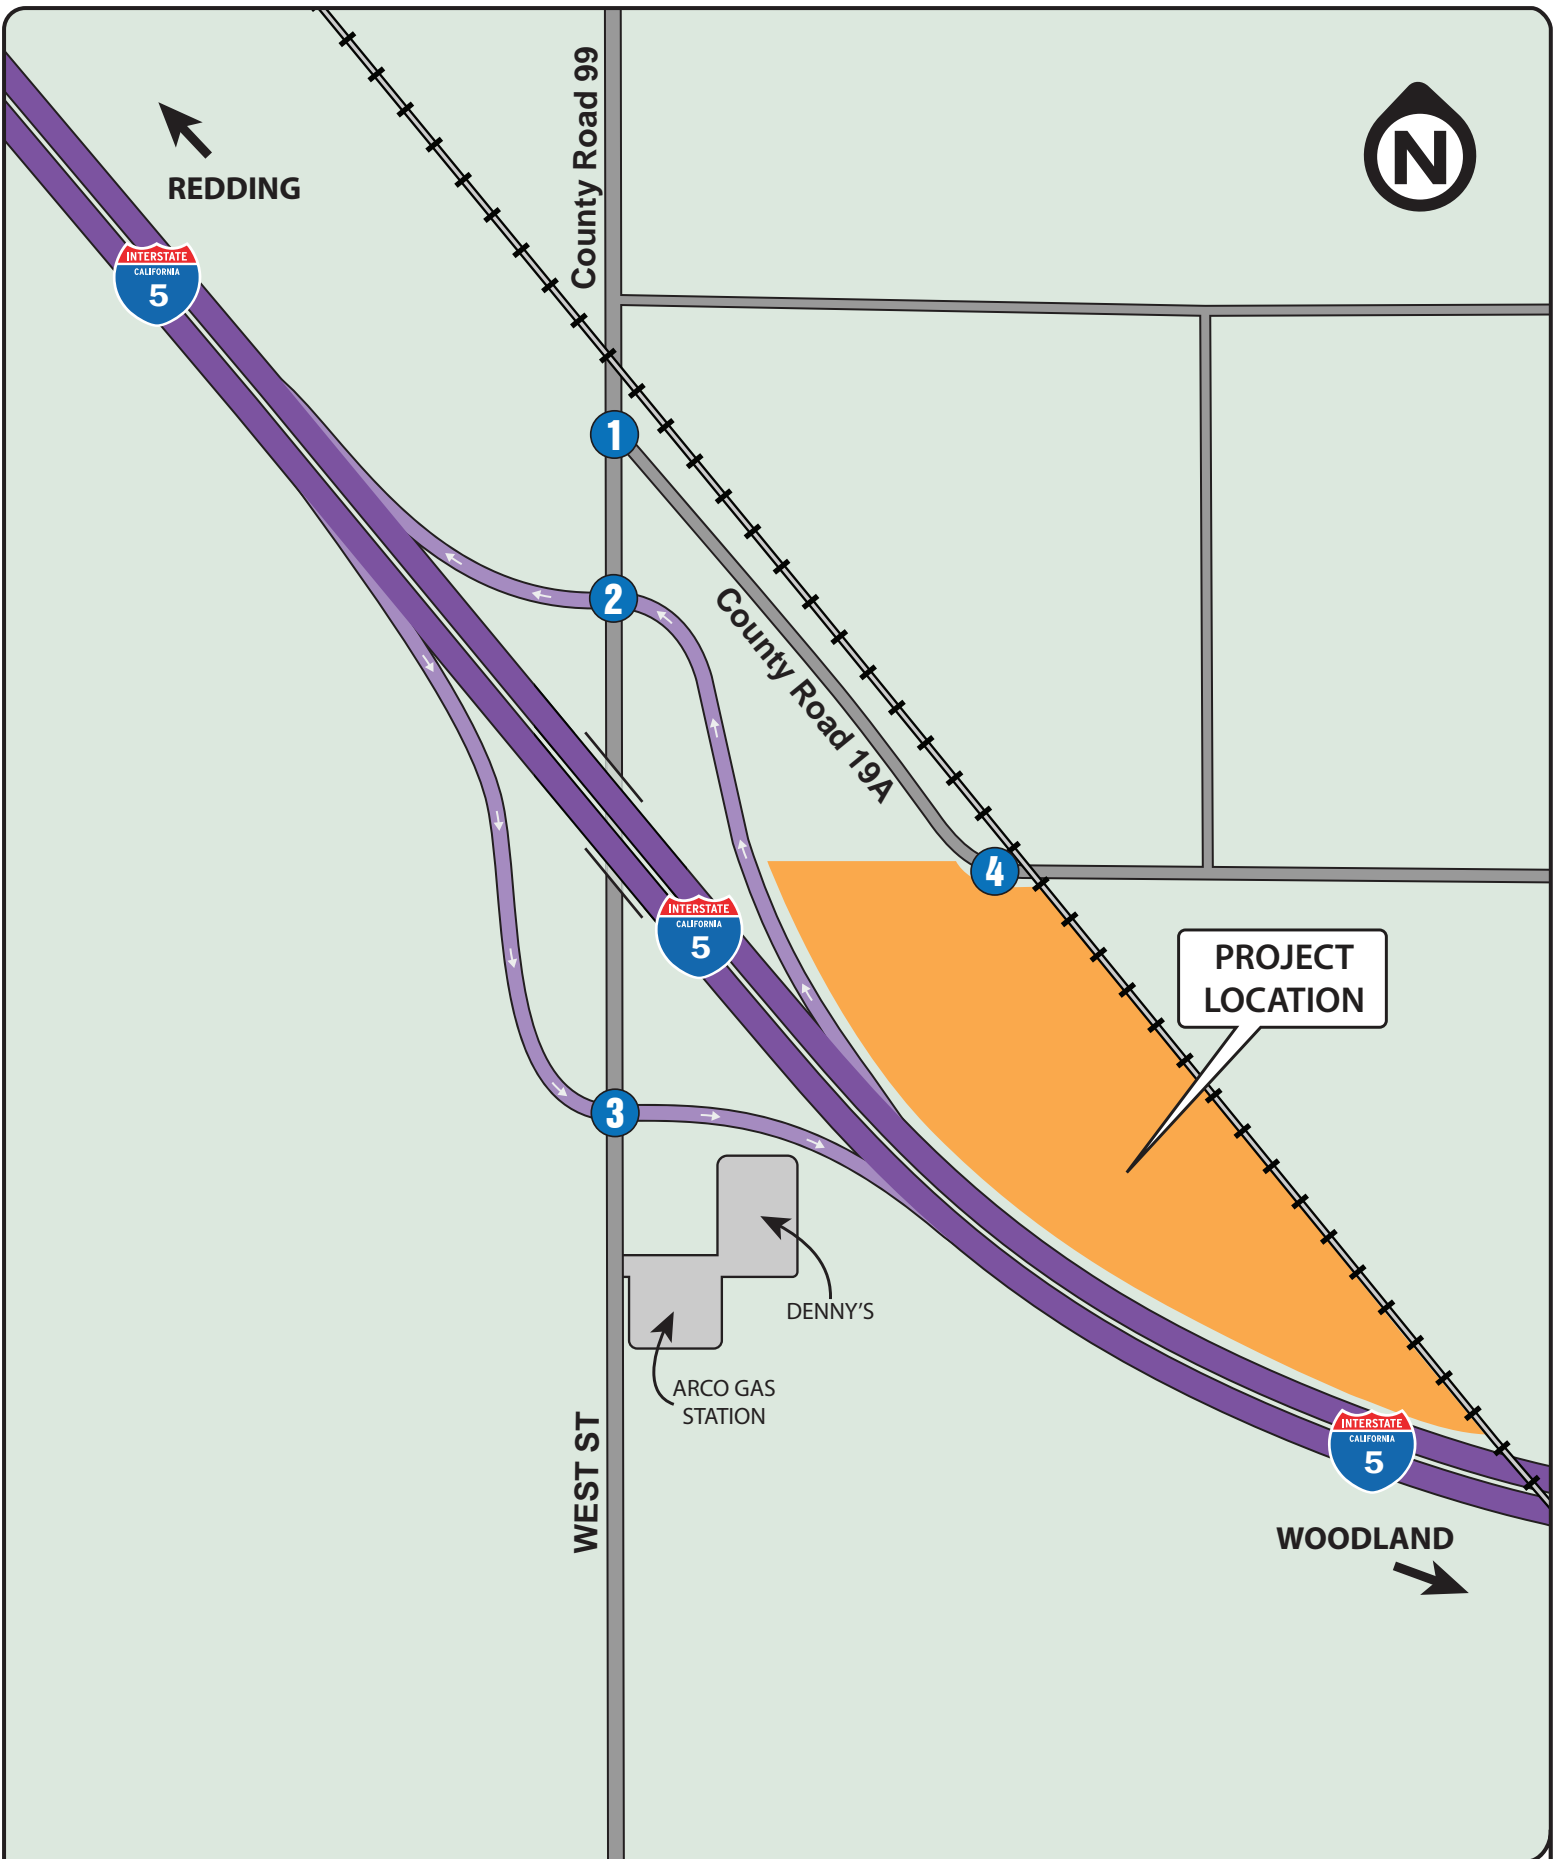 County Road 99
N
REDDING
INTERSTATE
CALIFORNIA
5
1
2
County Road 19A
4
INTERSTATE
CALIFORNIA
5
PROJECT
LOCATION
3
DENNY'S
ARCO GAS
STATION
WEST ST
INTERSTATE
CALIFORNIA
5
WOODLAND